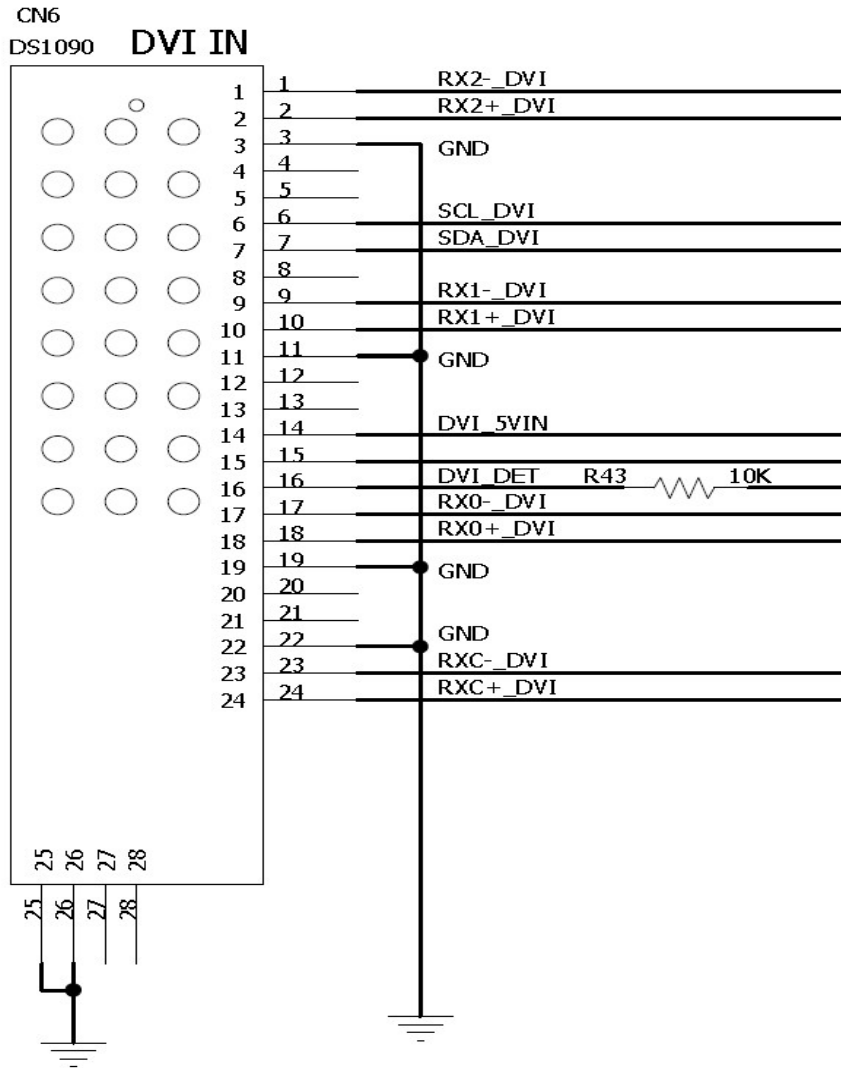 CN6
DS1090 DVI IN
1 1 RX2-_DVI
2 2 RX2+_DVI
3 3 GND
4 4
5 5
6 6 SCL_DVI
7 7 SDA_DVI
8 8
9 9 RX1-_DVI
10 10 RX1+_DVI
11 11 GND
12 12
13 13
14 14 DVI_5VIN
15 15
16 16 DVI_DET R43 10K
17 17 RX0-_DVI
18 18 RX0+_DVI
19 19 GND
20 20
21 21
22 22 GND
23 23 RXC-_DVI
24 24 RXC+_DVI
25 26 27 28
25 26 27 28